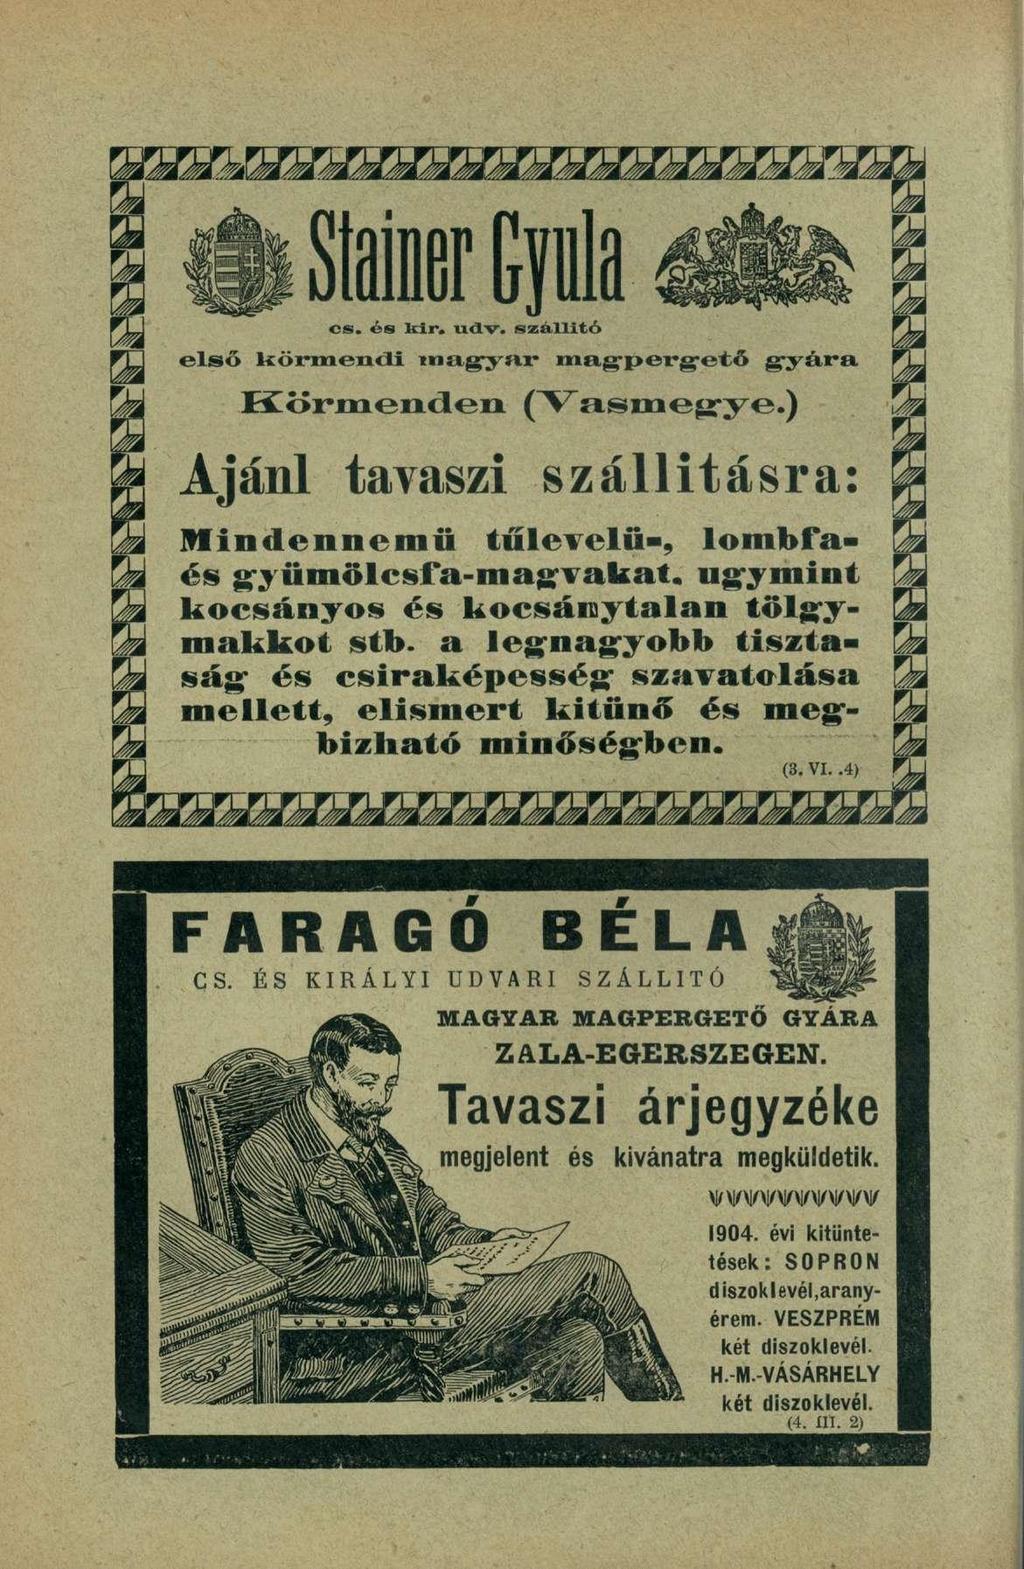 Stainer Gyula
cs. és kir. udv. szállitó
első körmendi magyar magpergető gyára
Körmenden (Vasmegye.)
Ajánl tavaszi szállitásra:
Mindennemü tűlevelü-, lombfa-
és gyümölcsfa-magvakat. ugymint
kocsányos és kocsánytalan tölgy-
makkot stb. a legnagyobb tiszta-
ság és csiraképesség szavatolása
mellett, elismert kitünő és meg-
bizható minőségben.
(3. VI. .4)
FARAGÓ BÉLA
CS. ÉS KIRÁLYI UDVARI SZÁLLITÓ
MAGYAR MAGPERGETŐ GYÁRA
ZALA-EGERSZEGEN.
Tavaszi árjegyzéke
megjelent és kivánatra megküldetik.
1904. évi kitünte-
tések: SOPRON
diszoklevél,arany-
érem. VESZPRÉM
két diszoklevél.
H.-M.-VÁSÁRHELY
két diszoklevél.
(4. III. 2)